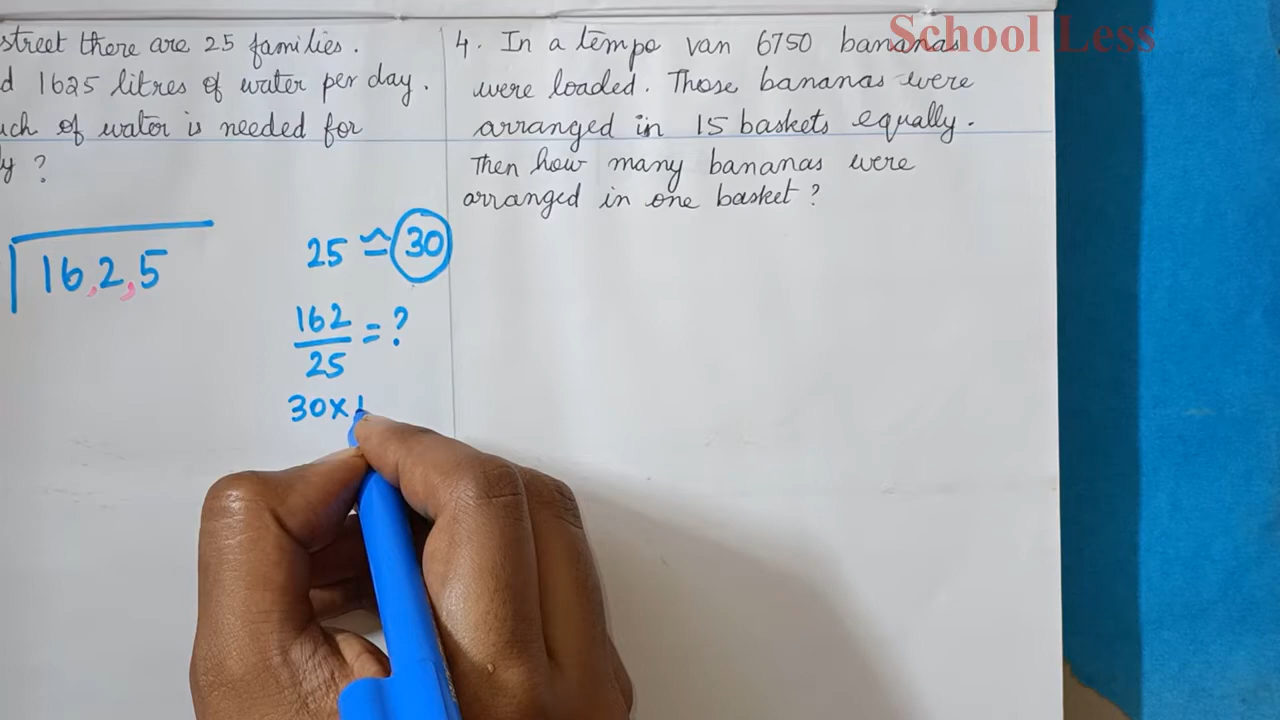 street there are 25 families.
d 1625 litres of water per day.
uch of water is needed for
y ?
16,2,5
25 ≃ 30
162/25 = ?
30×1
School Less
4. In a tempo van 6750 bananas
were loaded. Those bananas were
arranged in 15 baskets equally.
Then how many bananas were
arranged in one basket ?